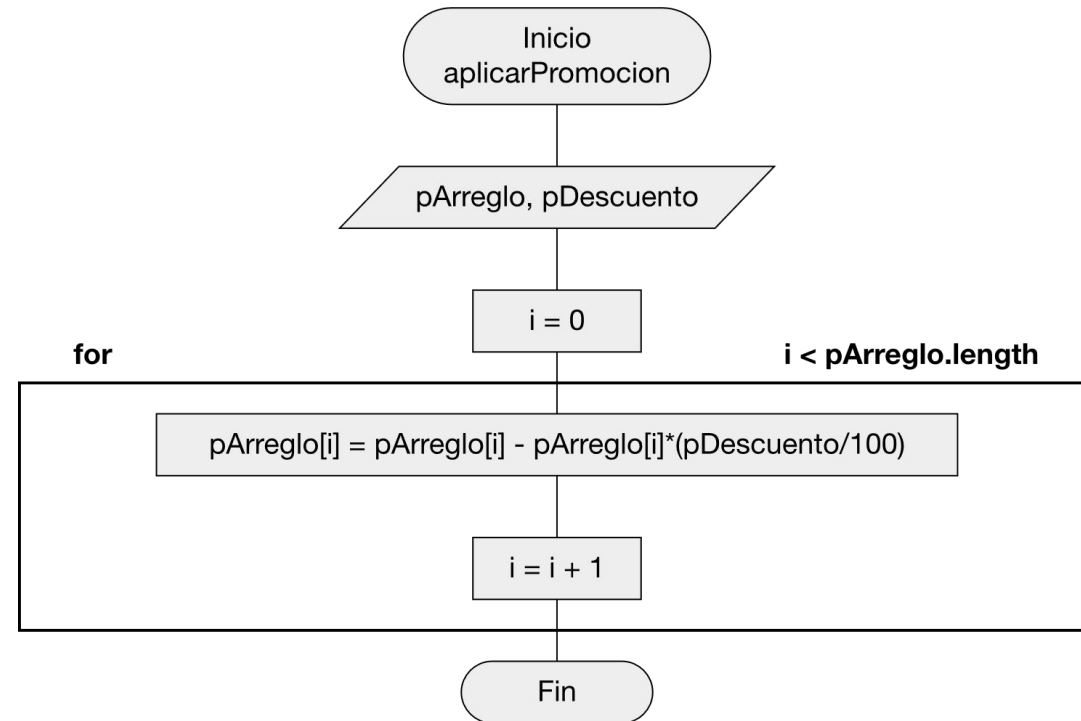 Inicio
aplicarPromocion
pArreglo, pDescuento
i = 0
for
i < pArreglo.length
pArreglo[i] = pArreglo[i] - pArreglo[i]*(pDescuento/100)
i = i + 1
Fin